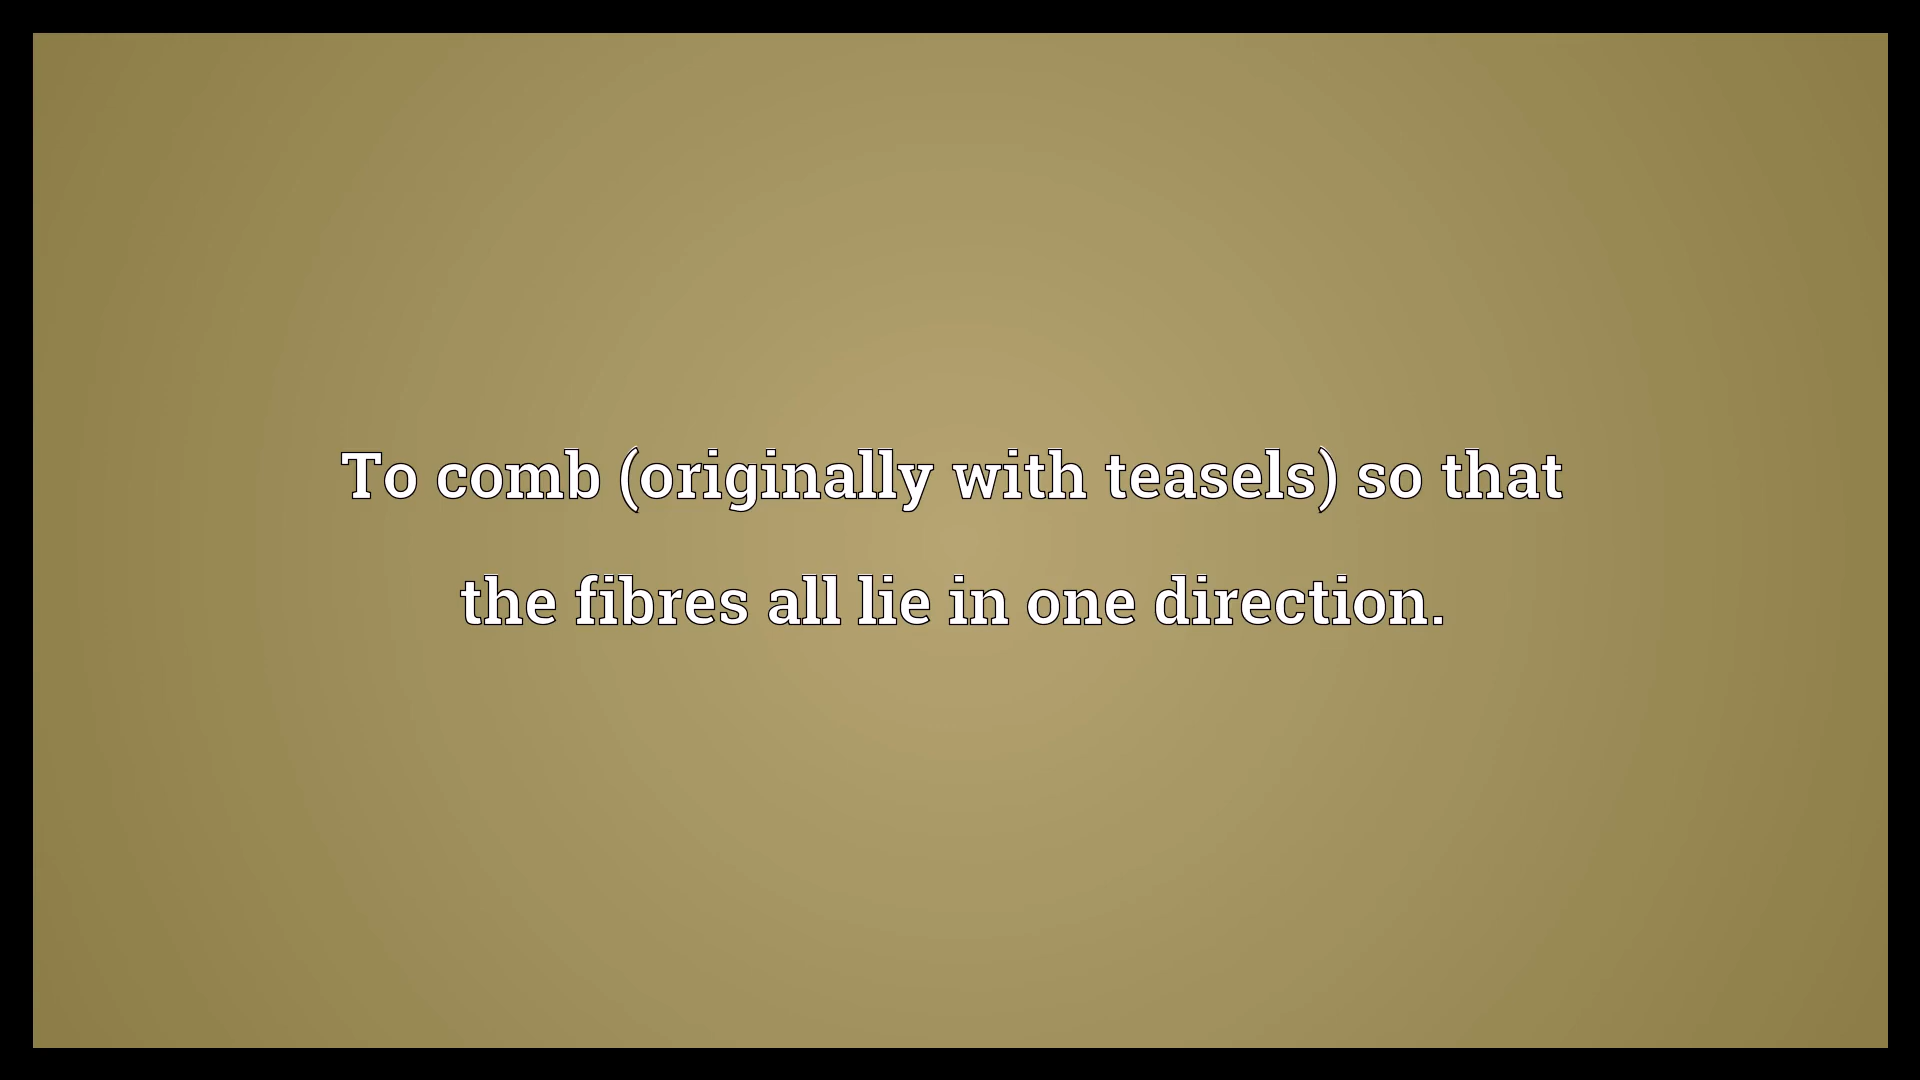 To comb (originally with teasels) so that
the fibres all lie in one direction.